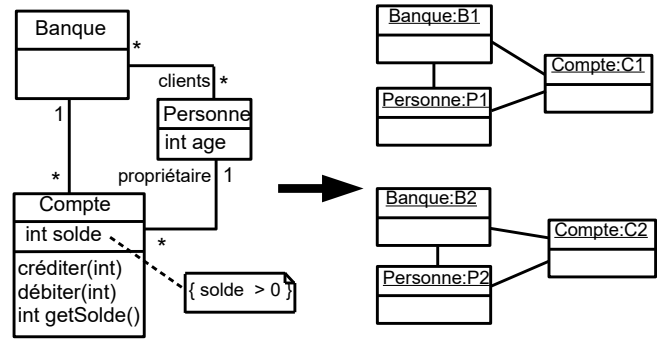 Banque
*
clients *
Personne
int age
1
propriétaire 1
*
Compte
int solde
*
créditer(int)
débiter(int)
int getSolde()
{ solde > 0 }
Banque:B1
Compte:C1
Personne:P1
Banque:B2
Compte:C2
Personne:P2